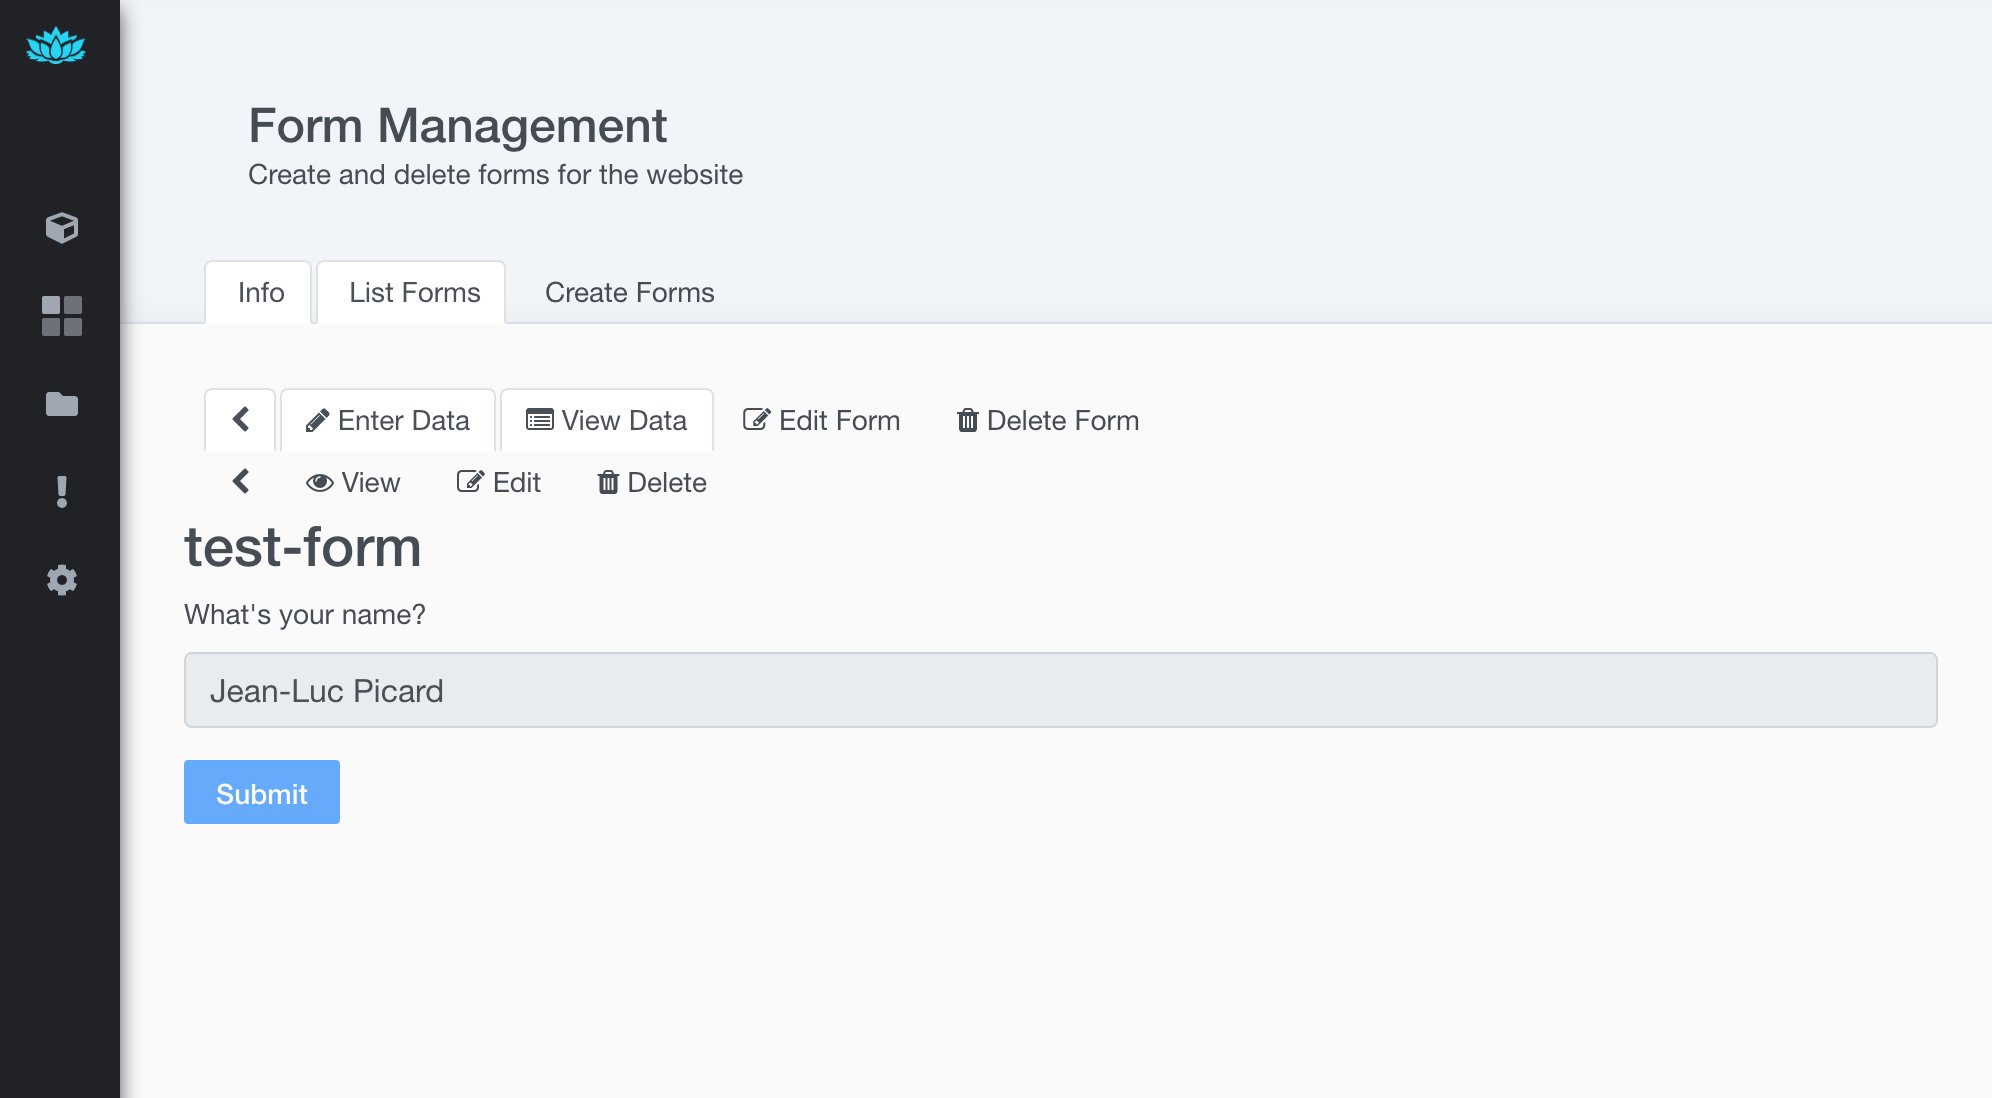 Form Management
Create and delete forms for the website
Info List Forms Create Forms
Enter Data View Data Edit Form Delete Form
View Edit Delete
test-form
What's your name?
Jean-Luc Picard
Submit